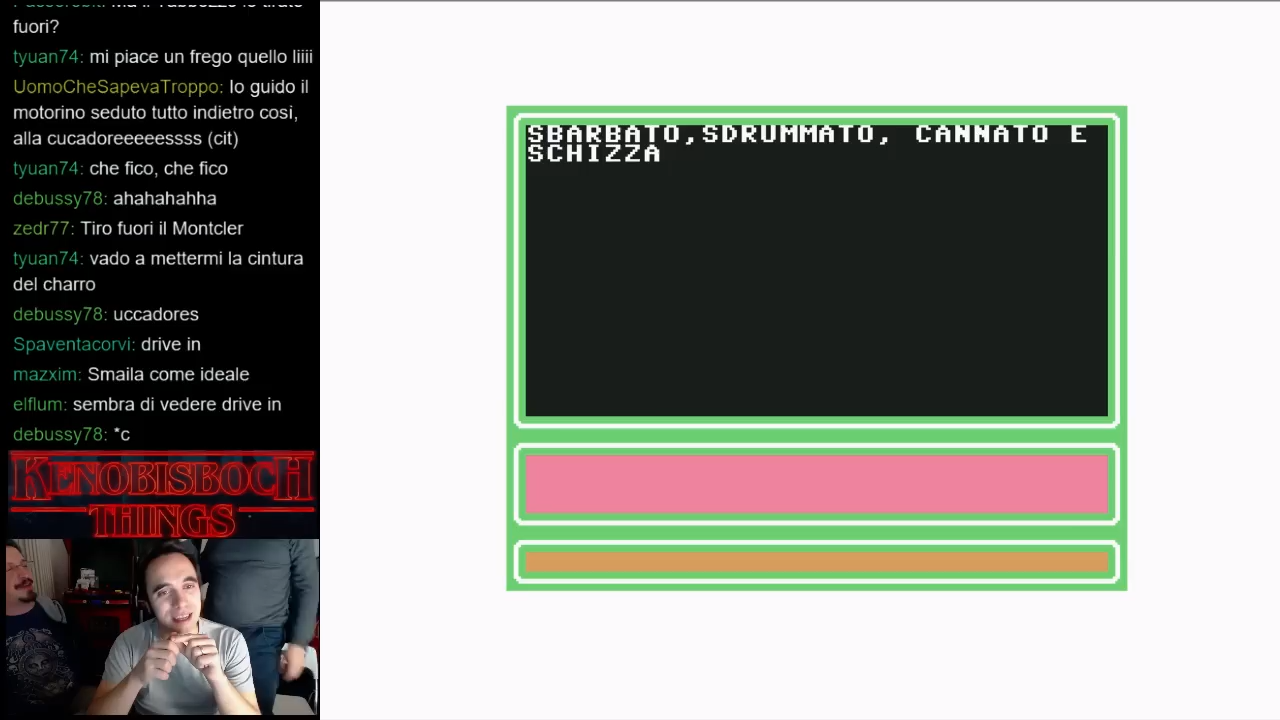 fuori?
tyuan74: mi piace un frego quello liiii
UomoCheSapevaTroppo: Io guido il
motorino seduto tutto indietro così,
alla cucadoreeeeessss (cit)
tyuan74: che fico, che fico
debussy78: ahahahahha
zedr77: Tiro fuori il Montcler
tyuan74: vado a mettermi la cintura
del charro
debussy78: uccadores
Spaventacorvi: drive in
mazxim: Smaila come ideale
elflum: sembra di vedere drive in
debussy78: *c
KENOBISBOCH
THINGS
SBARBATO,SDRUMMATO, CANNATO E
SCHIZZA